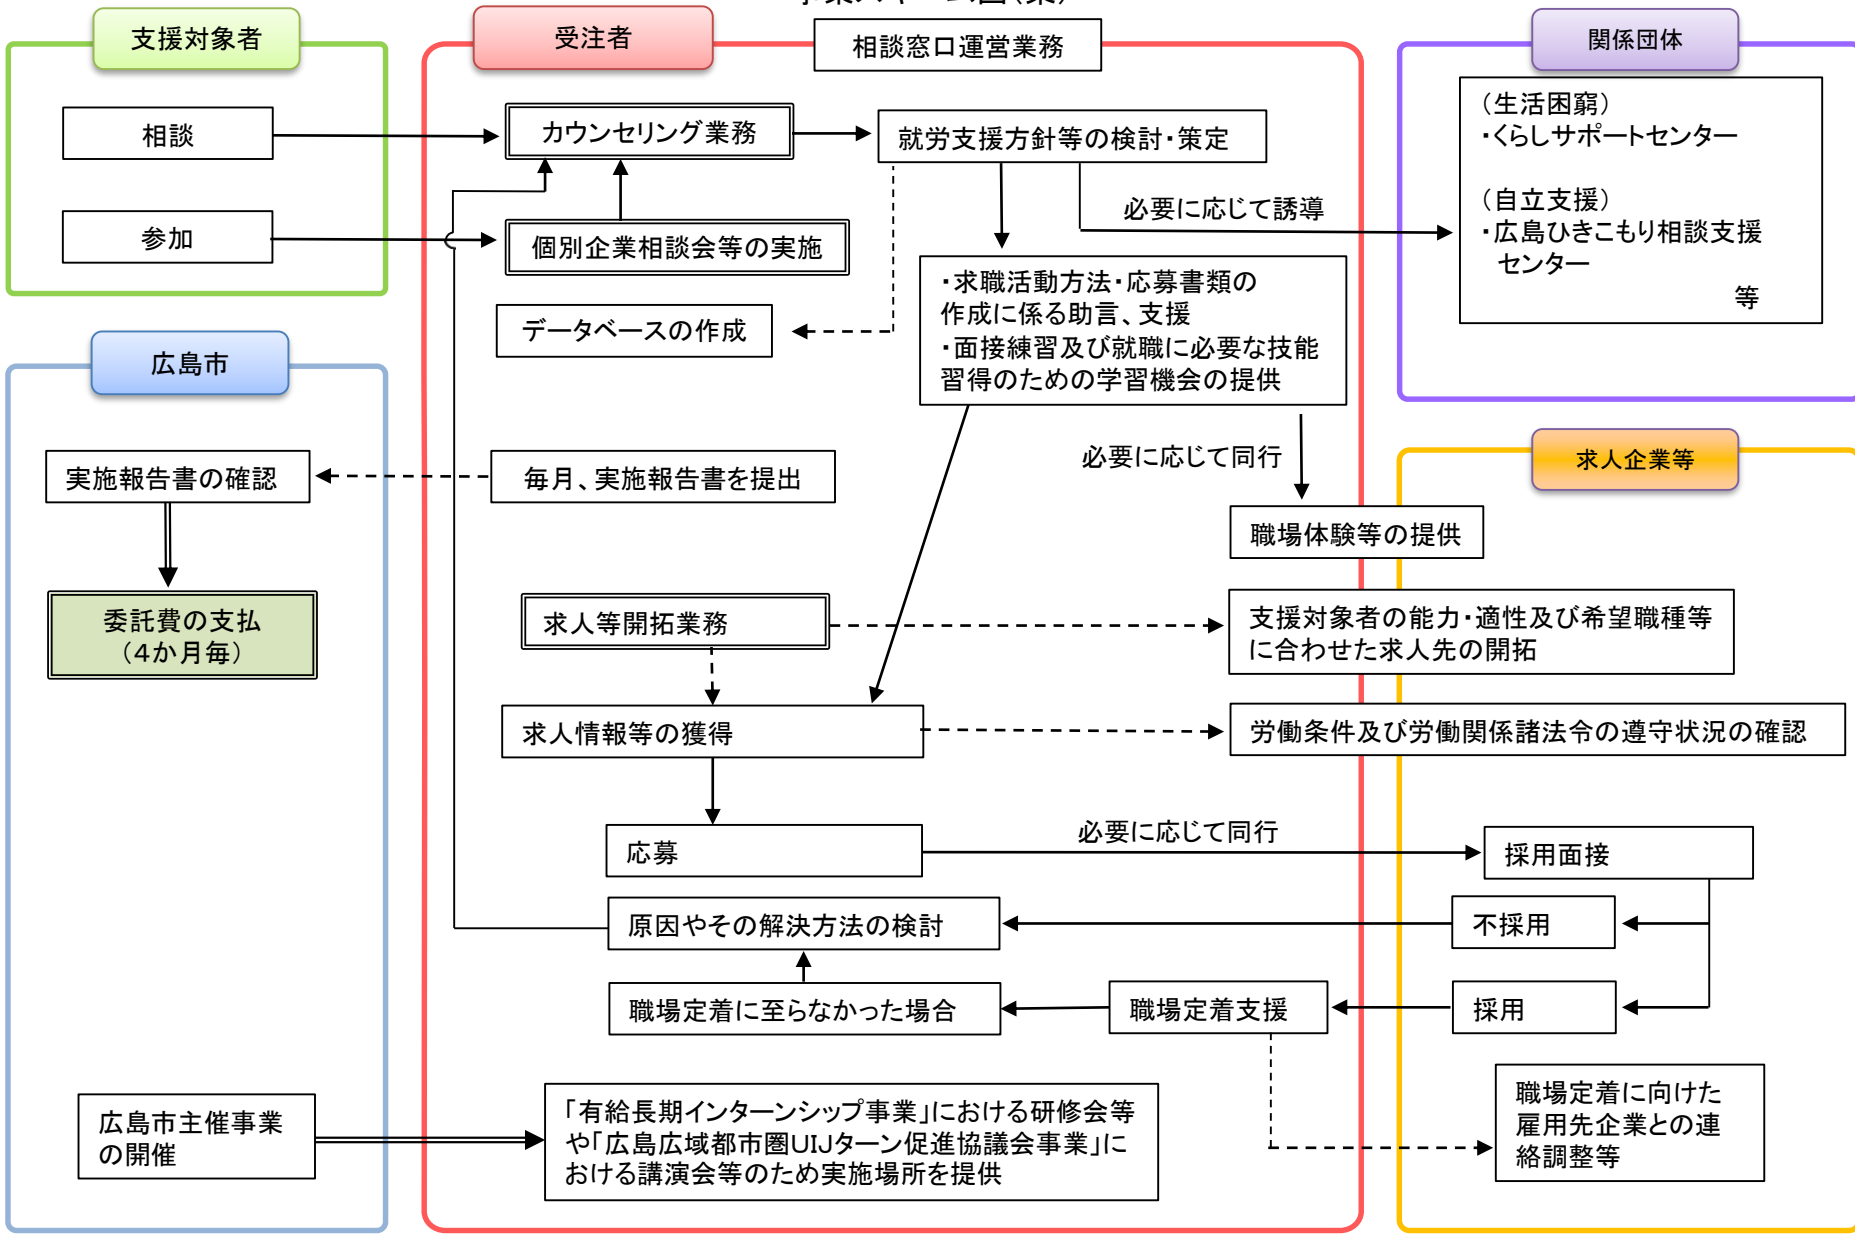 支援対象者
受注者
相談窓口運営業務
関係団体
相談
カウンセリング業務
就労支援方針等の検討・策定
(生活困窮)
・くらしサポートセンター
(自立支援)
・広島ひきこもり相談支援
センター
等
参加
個別企業相談会等の実施
必要に応じて誘導
データベースの作成
・求職活動方法・応募書類の
作成に係る助言、支援
・面接練習及び就職に必要な技能
習得のための学習機会の提供
広島市
必要に応じて同行
求人企業等
実施報告書の確認
毎月、実施報告書を提出
職場体験等の提供
委託費の支払
(4か月毎)
求人等開拓業務
支援対象者の能力・適性及び希望職種等
に合わせた求人先の開拓
求人情報等の獲得
労働条件及び労働関係諸法令の遵守状況の確認
応募
必要に応じて同行
採用面接
原因やその解決方法の検討
不採用
職場定着に至らなかった場合
職場定着支援
採用
広島市主催事業
の開催
「有給長期インターンシップ事業」における研修会等
や「広島広域都市圏UIJターン促進協議会事業」に
おける講演会等のため実施場所を提供
職場定着に向けた
雇用先企業との連
絡調整等